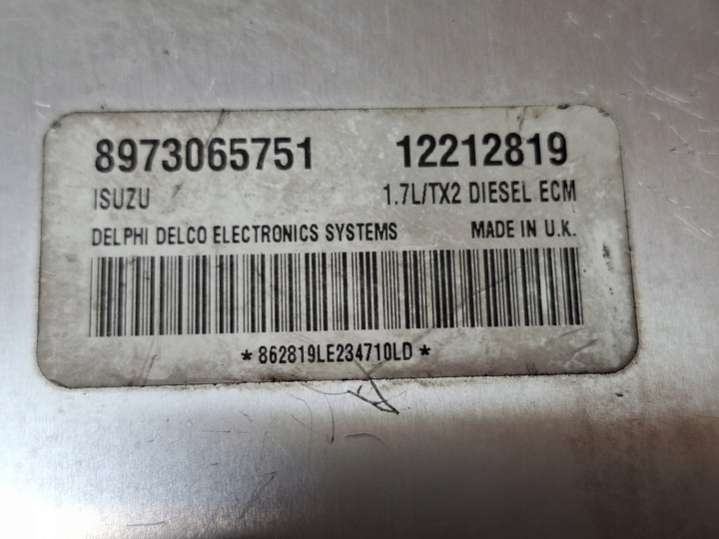 8973065751 12212819
ISUZU 1.7L/TX2 DIESEL ECM
DELPHI DELCO ELECTRONICS SYSTEMS MADE IN U.K.
*862819LE234710LD*